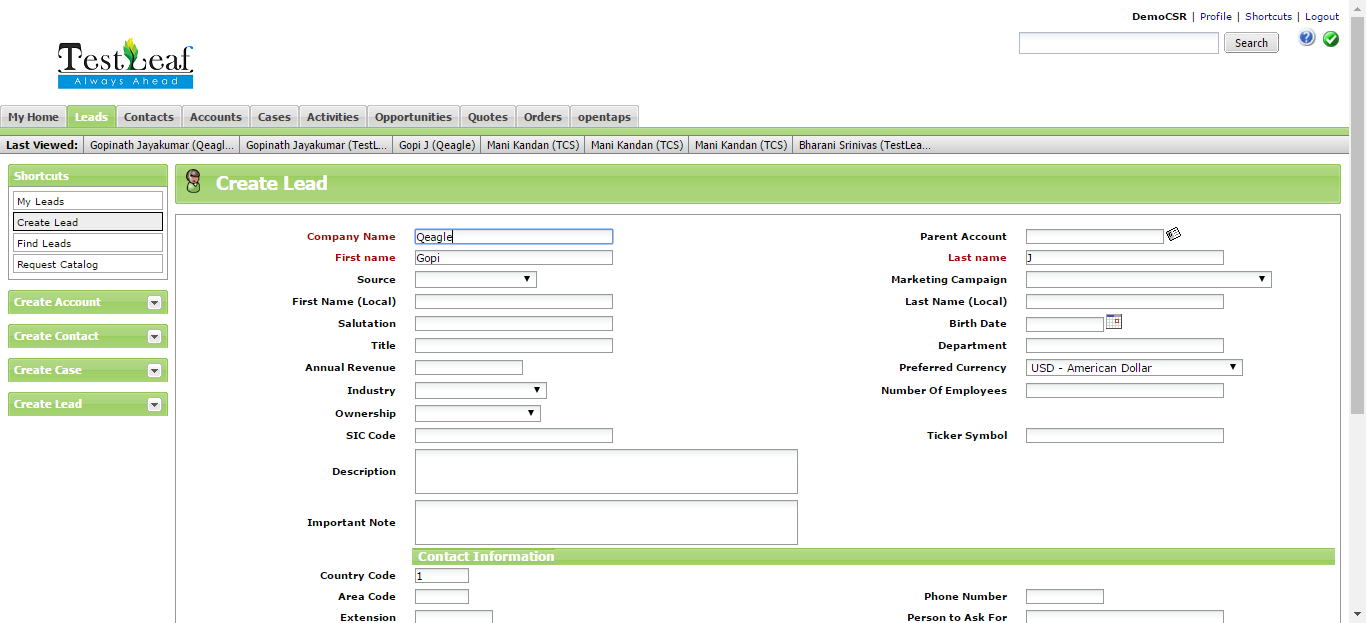 DemoCSR | Profile | Shortcuts | Logout
TestLeaf
Always Ahead
Search
My Home Leads Contacts Accounts Cases Activities Opportunities Quotes Orders opentaps
Last Viewed: Gopinath Jayakumar (Qeagl... Gopinath Jayakumar (TestL... Gopi J (Qeagle) Mani Kandan (TCS) Mani Kandan (TCS) Mani Kandan (TCS) Bharani Srinivas (TestLea...
Shortcuts
My Leads
Create Lead
Find Leads
Request Catalog
Create Account
Create Contact
Create Case
Create Lead
Create Lead
Company Name Qeagle Parent Account
First name Gopi Last name J
Source Marketing Campaign
First Name (Local) Last Name (Local)
Salutation Birth Date
Title Department
Annual Revenue Preferred Currency USD - American Dollar
Industry Number Of Employees
Ownership
SIC Code Ticker Symbol
Description
Important Note
Contact Information
Country Code 1
Area Code Phone Number
Extension Person to Ask For